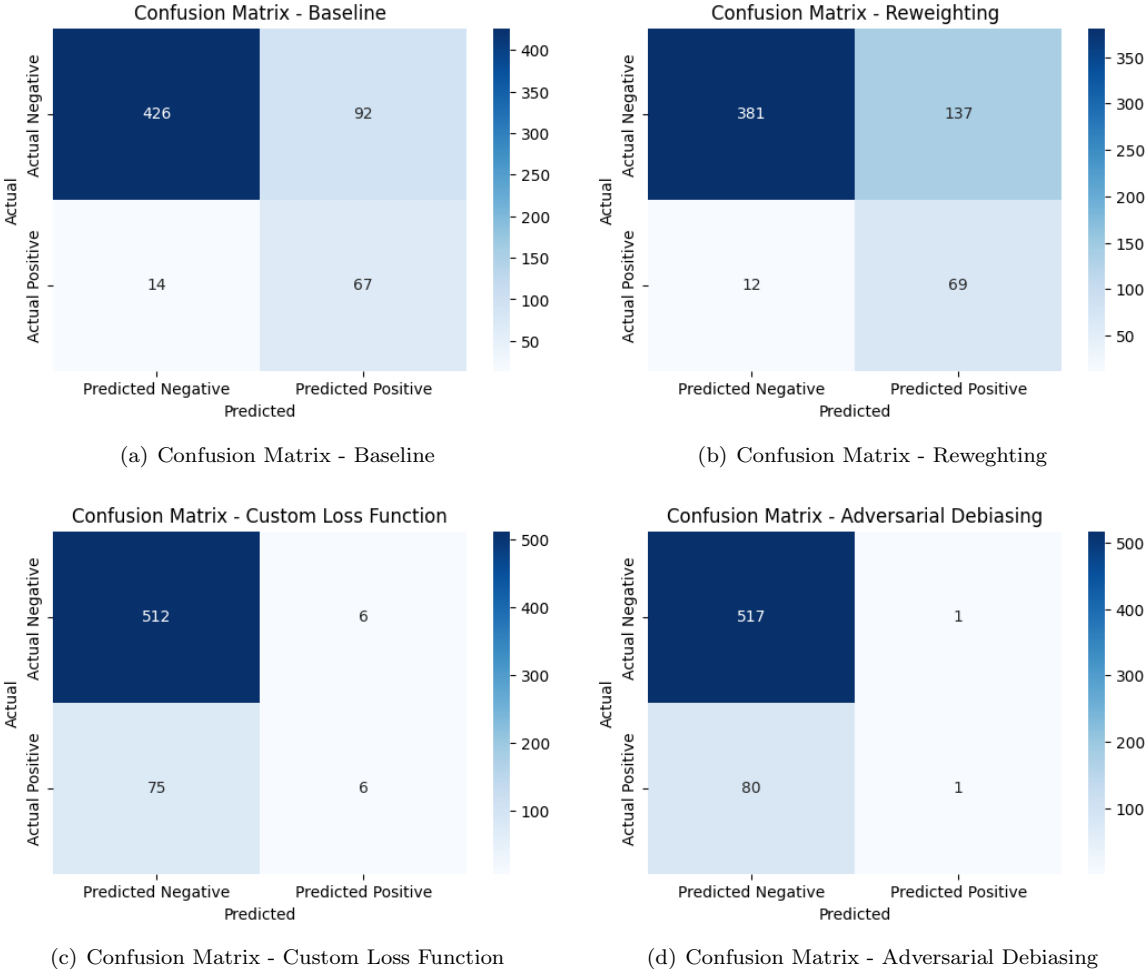 Confusion Matrix - Baseline
Actual
Actual Negative
Actual Positive
426
92
14
67
Predicted Negative
Predicted Positive
Predicted
400
350
300
250
200
150
100
50
(a) Confusion Matrix - Baseline
Confusion Matrix - Reweighting
Actual
Actual Negative
Actual Positive
381
137
12
69
Predicted Negative
Predicted Positive
Predicted
350
300
250
200
150
100
50
(b) Confusion Matrix - Reweghting
Confusion Matrix - Custom Loss Function
Actual
Actual Negative
Actual Positive
512
6
75
6
Predicted Negative
Predicted Positive
Predicted
500
400
300
200
100
(c) Confusion Matrix - Custom Loss Function
Confusion Matrix - Adversarial Debiasing
Actual
Actual Negative
Actual Positive
517
1
80
1
Predicted Negative
Predicted Positive
Predicted
500
400
300
200
100
(d) Confusion Matrix - Adversarial Debiasing